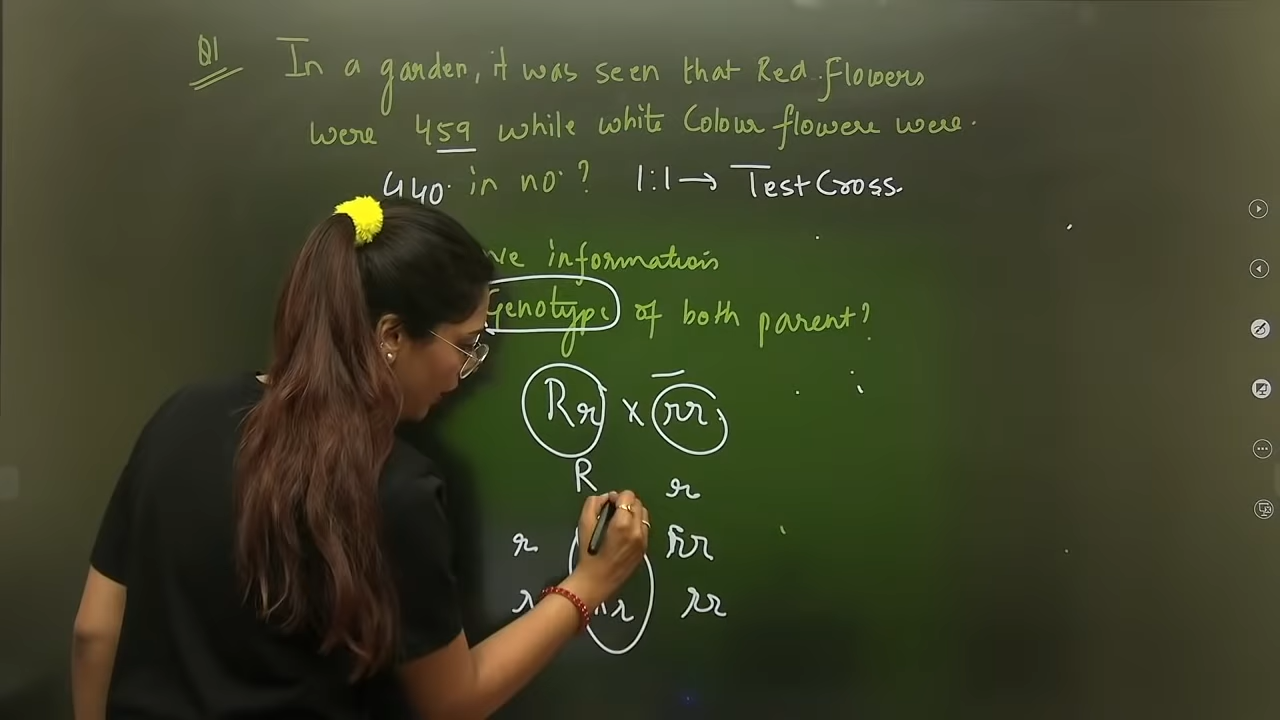 Q1 In a garden, it was seen that Red flowers
were 459 while white Colour flowere were.
440 in no? 1:1 → Test Cross.
ve information
Genotype of both parent?
Rr x rr
R r
r rr
r rr